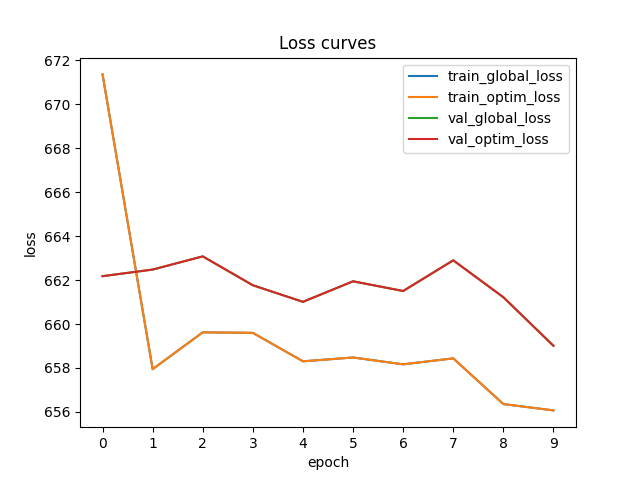 Loss curves
672
670
668
666
664
662
660
658
656
loss
train_global_loss
train_optim_loss
val_global_loss
val_optim_loss
0 1 2 3 4 5 6 7 8 9
epoch